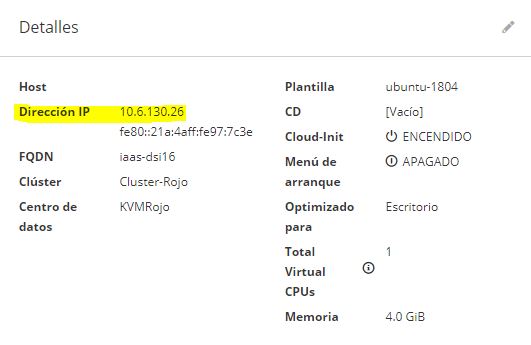 Detalles
Host
Dirección IP 10.6.130.26
fe80::21a:4aff:fe97:7c3e
FQDN iaas-dsi16
Clúster Cluster-Rojo
Centro de datos KVMRojo
Plantilla ubuntu-1804
CD [Vacío]
Cloud-Init ENCENDIDO
Menú de arranque APAGADO
Optimizado para Escritorio
Total Virtual CPUs 1
Memoria 4.0 GiB